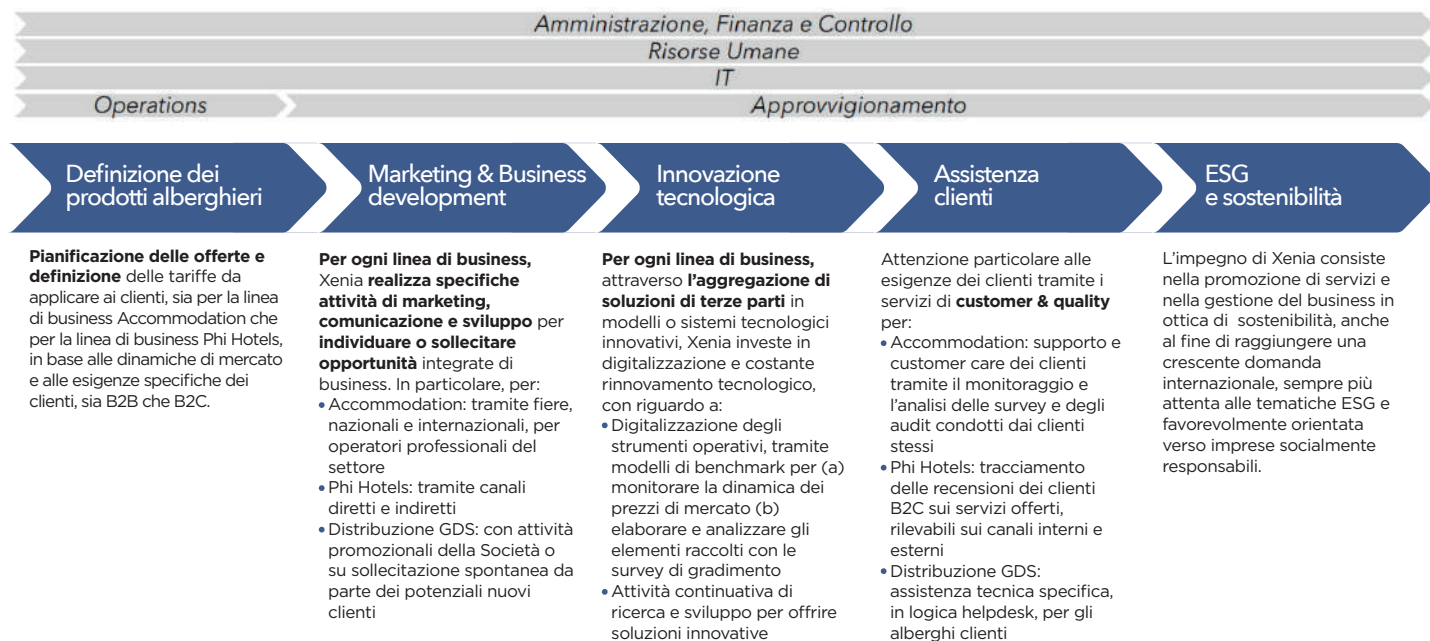 Amministrazione, Finanza e Controllo
Risorse Umane
IT
Operations
Approvvigionamento
Definizione dei
prodotti alberghieri
Marketing & Business
development
Innovazione
tecnologica
Assistenza
clienti
ESG
e sostenibilità
Pianificazione delle offerte e
definizione delle tariffe da
applicare ai clienti, sia per la linea
di business Accommodation che
per la linea di business Phi Hotels,
in base alle dinamiche di mercato
e alle esigenze specifiche dei
clienti, sia B2B che B2C.
Per ogni linea di business,
Xenia realizza specifiche
attività di marketing,
comunicazione e sviluppo per
individuare o sollecitare
opportunità integrate di
business. In particolare, per:
• Accommodation: tramite fiere,
nazionali e internazionali, per
operatori professionali del
settore
• Phi Hotels: tramite canali
diretti e indiretti
• Distribuzione GDS: con attività
promozionali della Società o
su sollecitazione spontanea da
parte dei potenziali nuovi
clienti
Per ogni linea di business,
attraverso l'aggregazione di
soluzioni di terze parti in
modelli o sistemi tecnologici
innovativi, Xenia investe in
digitalizzazione e costante
rinnovamento tecnologico,
con riguardo a:
• Digitalizzazione degli
strumenti operativi, tramite
modelli di benchmark per (a)
monitorare la dinamica dei
prezzi di mercato (b)
elaborare e analizzare gli
elementi raccolti con le
survey di gradimento
• Attività continuativa di
ricerca e sviluppo per offrire
soluzioni innovative
Attenzione particolare alle
esigenze dei clienti tramite i
servizi di customer & quality
per:
• Accommodation: supporto e
customer care dei clienti
tramite il monitoraggio e
l'analisi delle survey e degli
audit condotti dai clienti
stessi
• Phi Hotels: tracciamento
delle recensioni dei clienti
B2C sui servizi offerti,
rilevabili sui canali interni e
esterni
• Distribuzione GDS:
assistenza tecnica specifica,
in logica helpdesk, per gli
alberghi clienti
L'impegno di Xenia consiste
nella promozione di servizi e
nella gestione del business in
ottica di sostenibilità, anche
al fine di raggiungere una
crescente domanda
internazionale, sempre più
attenta alle tematiche ESG e
favorevolmente orientata
verso imprese socialmente
responsabili.